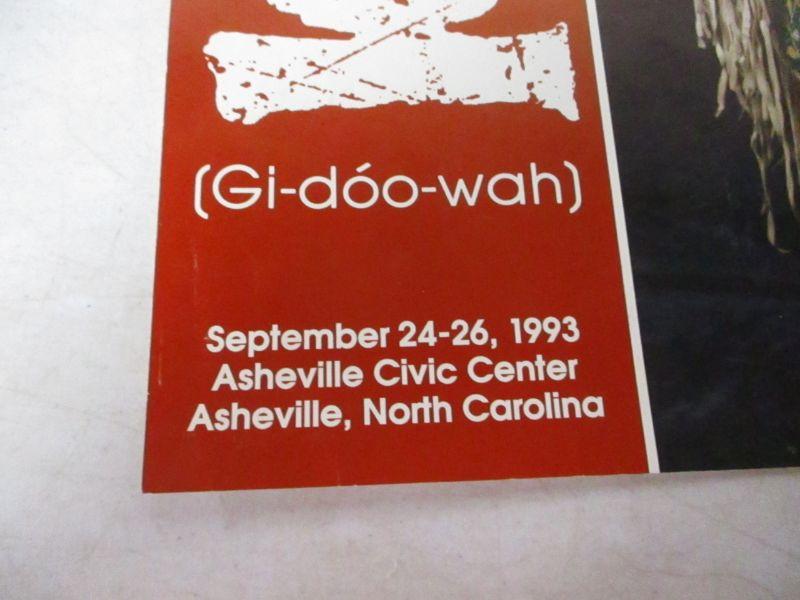 (Gi-dóo-wah)
September 24-26, 1993
Asheville Civic Center
Asheville, North Carolina